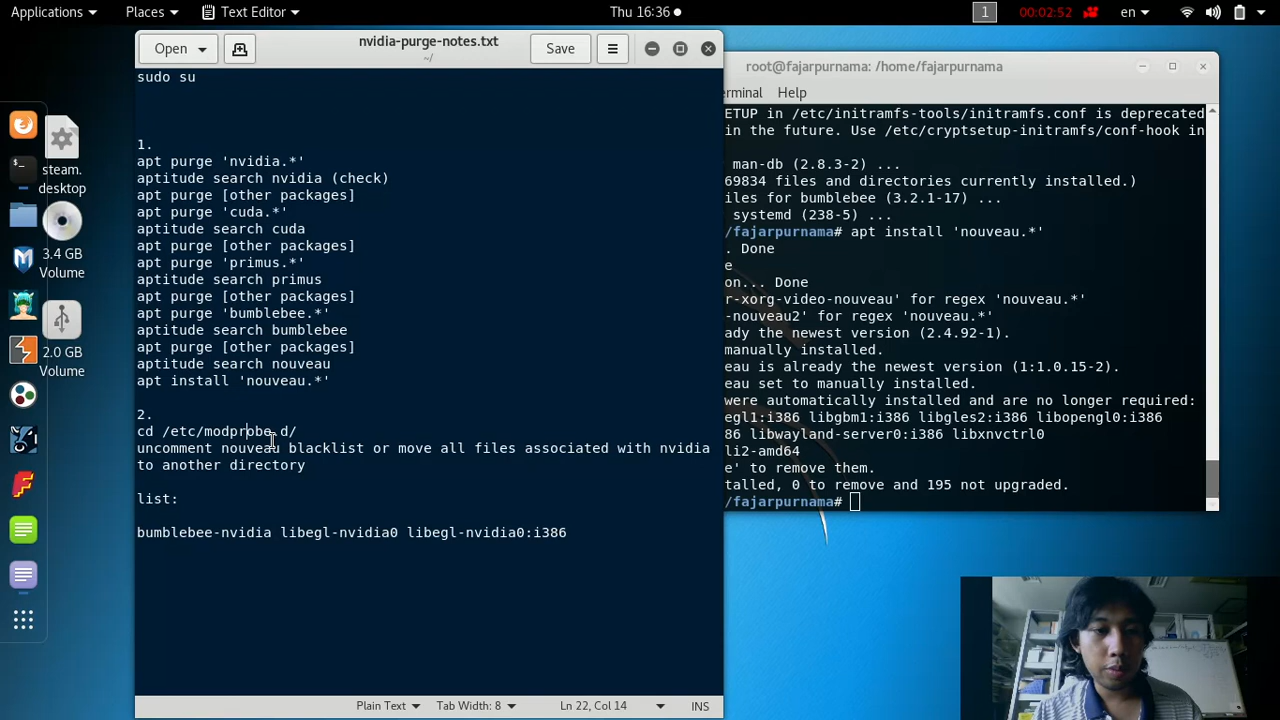 Applications Places Text Editor Thu 16:36 1 00:02:52 en
Open nvidia-purge-notes.txt Save
~/
sudo su
1.
apt purge 'nvidia.*'
aptitude search nvidia (check)
apt purge [other packages]
apt purge 'cuda.*'
aptitude search cuda
apt purge [other packages]
apt purge 'primus.*'
aptitude search primus
apt purge [other packages]
apt purge 'bumblebee.*'
aptitude search bumblebee
apt purge [other packages]
aptitude search nouveau
apt install 'nouveau.*'
2.
cd /etc/modprobe.d/
uncomment nouveau blacklist or move all files associated with nvidia
to another directory
list:
bumblebee-nvidia libegl-nvidia0 libegl-nvidia0:i386
Plain Text Tab Width: 8 Ln 22, Col 14 INS
steam.
desktop
3.4 GB
Volume
2.0 GB
Volume
root@fajarpurnama: /home/fajarpurnama
erminal Help
ETUP in /etc/initramfs-tools/initramfs.conf is deprecated
in the future. Use /etc/cryptsetup-initramfs/conf-hook in
man-db (2.8.3-2) ...
69834 files and directories currently installed.)
iles for bumblebee (3.2.1-17) ...
systemd (238-5) ...
/fajarpurnama# apt install 'nouveau.*'
. Done
e
on... Done
r-xorg-video-nouveau' for regex 'nouveau.*'
-nouveau2' for regex 'nouveau.*'
ady the newest version (2.4.92-1).
manually installed.
eau is already the newest version (1:1.0.15-2).
eau set to manually installed.
were automatically installed and are no longer required:
egl1:i386 libgbm1:i386 libgles2:i386 libopengl0:i386
86 libwayland-server0:i386 libxnvctrl0
li2-amd64
e' to remove them.
talled, 0 to remove and 195 not upgraded.
/fajarpurnama#